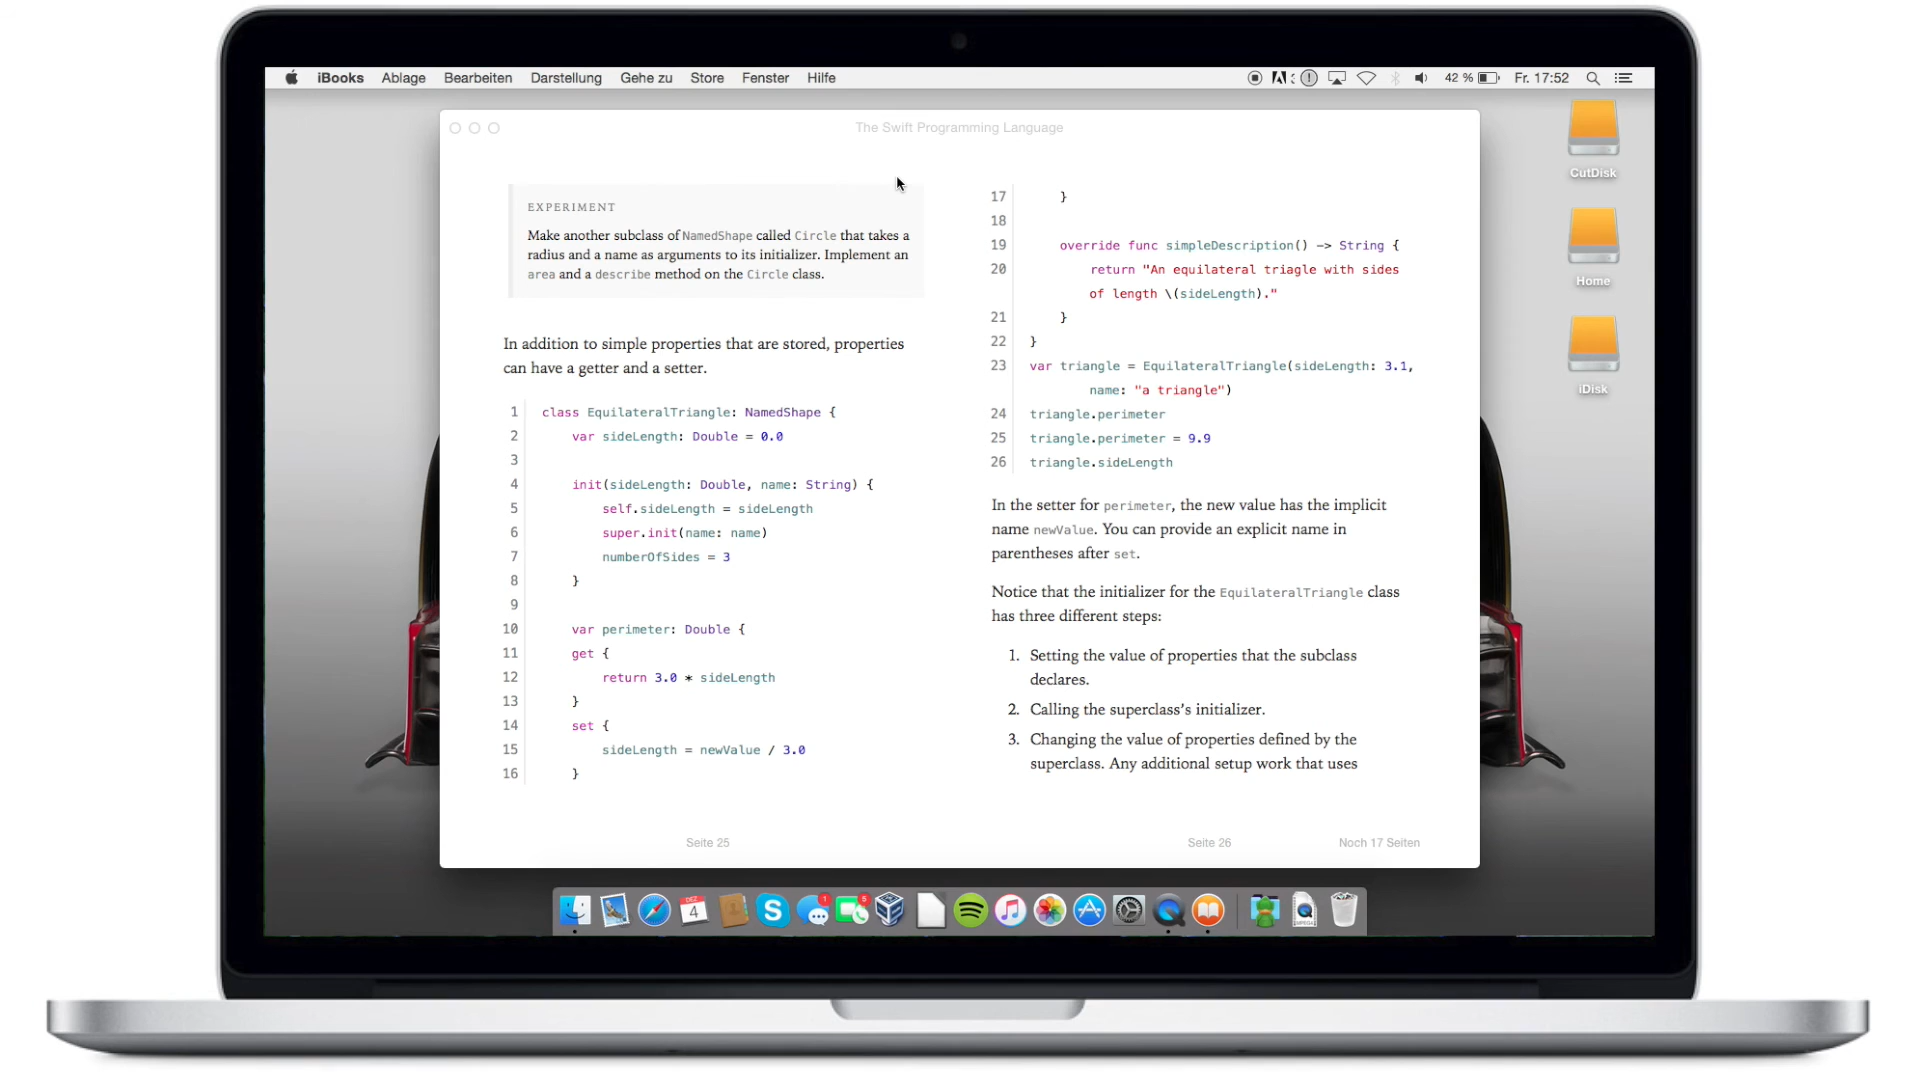 iBooks Ablage Bearbeiten Darstellung Gehe zu Store Fenster Hilfe
42 % Fr. 17:52
The Swift Programming Language
EXPERIMENT
Make another subclass of NamedShape called Circle that takes a
radius and a name as arguments to its initializer. Implement an
area and a describe method on the Circle class.
In addition to simple properties that are stored, properties
can have a getter and a setter.
1 class EquilateralTriangle: NamedShape {
2 var sideLength: Double = 0.0
3
4 init(sideLength: Double, name: String) {
5 self.sideLength = sideLength
6 super.init(name: name)
7 numberOfSides = 3
8 }
9
10 var perimeter: Double {
11 get {
12 return 3.0 * sideLength
13 }
14 set {
15 sideLength = newValue / 3.0
16 }
Seite 25
17 }
18
19 override func simpleDescription() -> String {
20 return "An equilateral triagle with sides
of length \(sideLength)."
21 }
22 }
23 var triangle = EquilateralTriangle(sideLength: 3.1,
name: "a triangle")
24 triangle.perimeter
25 triangle.perimeter = 9.9
26 triangle.sideLength
In the setter for perimeter, the new value has the implicit
name newValue. You can provide an explicit name in
parentheses after set.
Notice that the initializer for the EquilateralTriangle class
has three different steps:
1. Setting the value of properties that the subclass
declares.
2. Calling the superclass’s initializer.
3. Changing the value of properties defined by the
superclass. Any additional setup work that uses
Seite 26
Noch 17 Seiten
CutDisk
Home
iDisk
DEZ
4
1
5